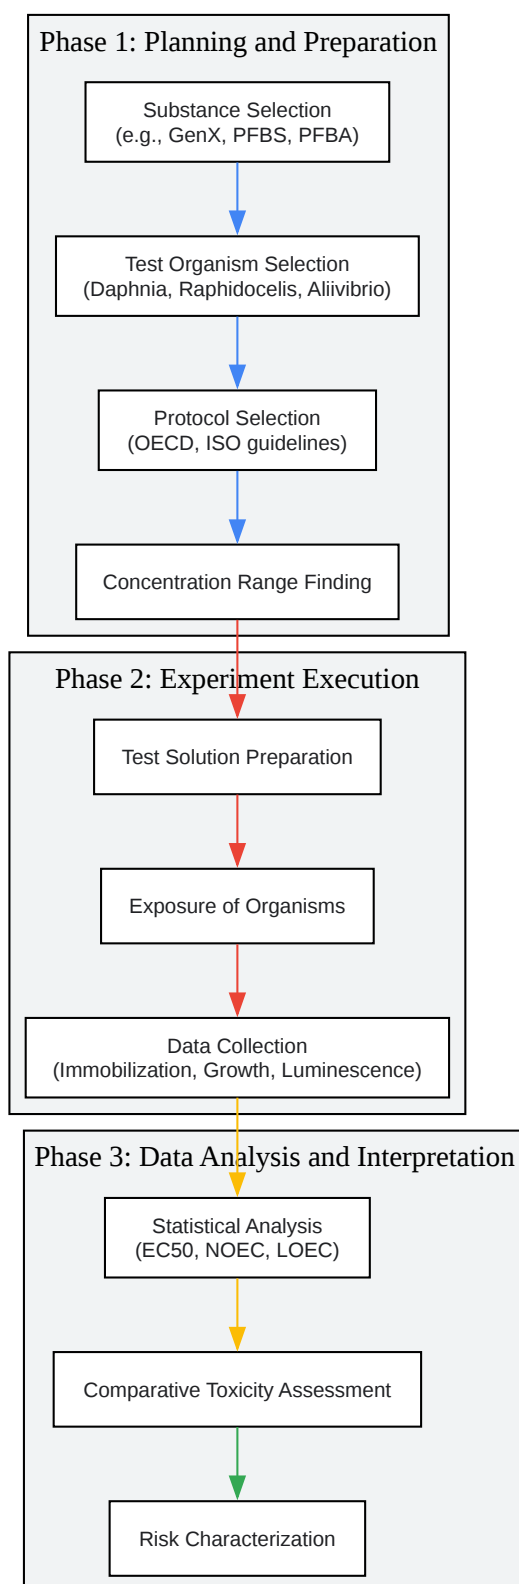 Phase 1: Planning and Preparation
Substance Selection
(e.g., GenX, PFBS, PFBA)
Test Organism Selection
(Daphnia, Raphidocelis, Aliivibrio)
Protocol Selection
(OECD, ISO guidelines)
Concentration Range Finding
Phase 2: Experiment Execution
Test Solution Preparation
Exposure of Organisms
Data Collection
(Immobilization, Growth, Luminescence)
Phase 3: Data Analysis and Interpretation
Statistical Analysis
(EC50, NOEC, LOEC)
Comparative Toxicity Assessment
Risk Characterization